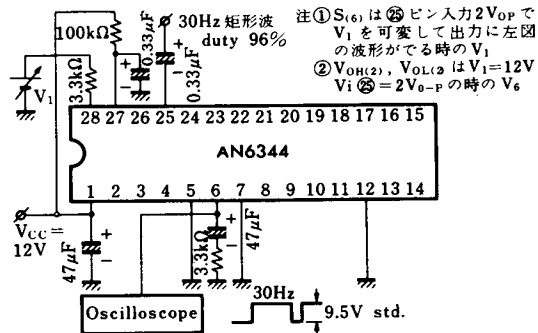 100kΩ
3.3kΩ
V1
0.33μF
30Hz 矩形波
duty 96%
0.33μF
注① S(6) は ㉕ ピン入力2VOPで
V1 を可変して出力に左図
の波形がでる時の V1
② VOH(2), VOL(2) は V1=12V
Vi ㉕ = 2V0-P の時の V6
28 27 26 25 24 23 22 21 20 19 18 17 16 15
AN6344
1 2 3 4 5 6 7 8 9 10 11 12 13 14
VCC=
12V
47μF
3.3kΩ
47μF
Oscilloscope
30Hz
9.5V std.